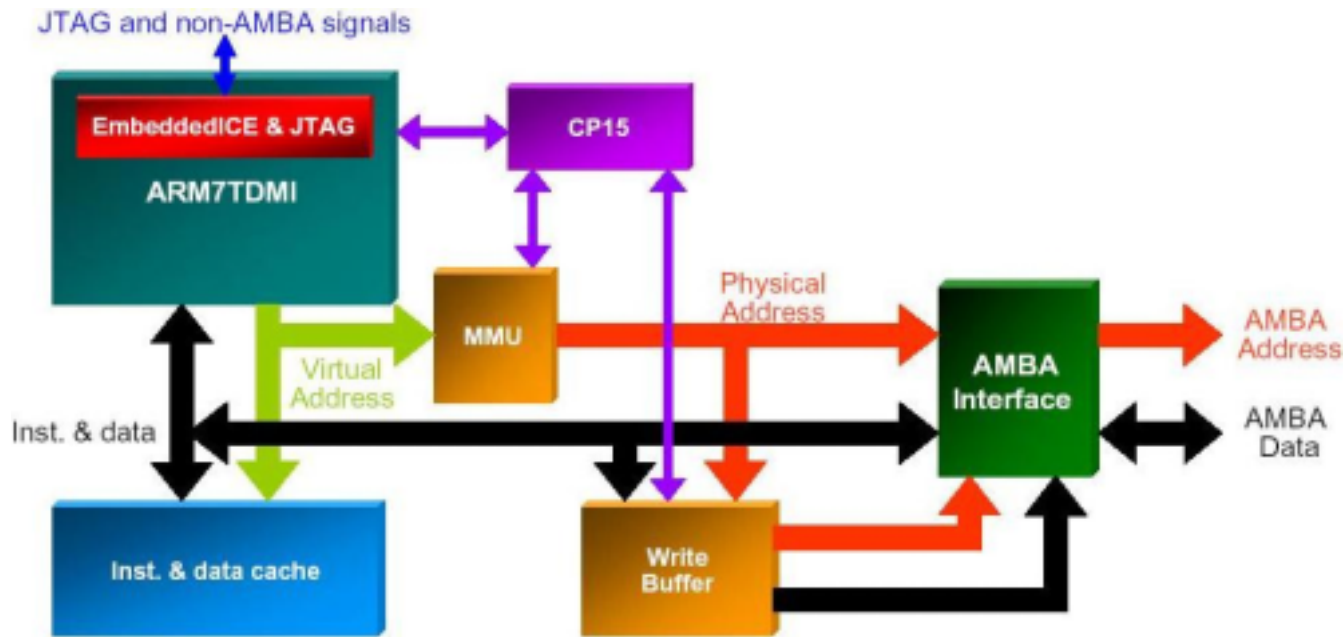 JTAG and non-AMBA signals
EmbeddedICE & JTAG
CP15
ARM7TDMI
Physical
Address
MMU
AMBA
Address
Virtual
Address
AMBA
Interface
Inst. & data
AMBA
Data
Inst. & data cache
Write
Buffer